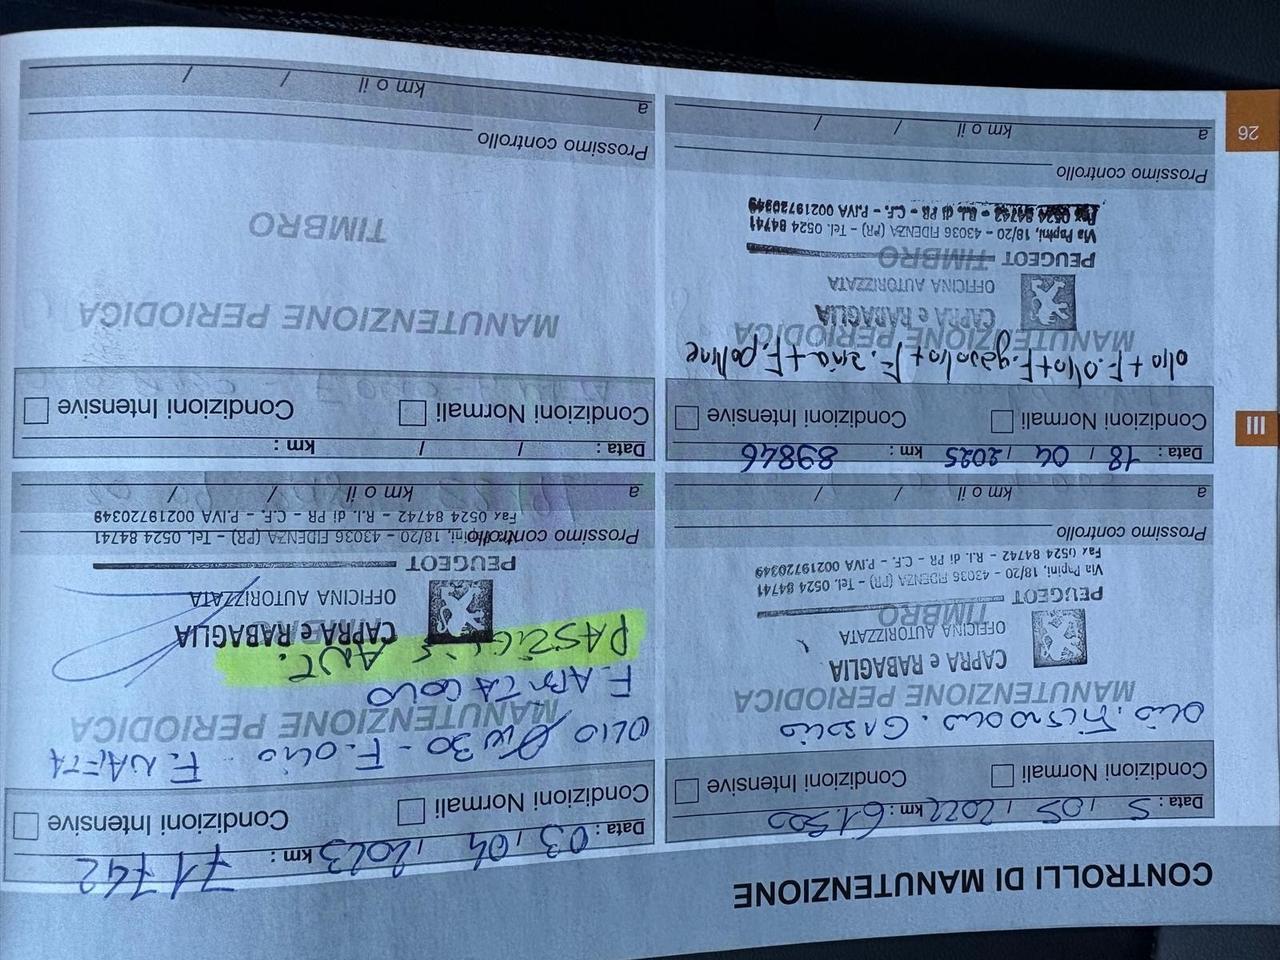 CONTROLLI DI MANUTENZIONE
Data : 5 / 05 / 2022 km : 61.500
Condizioni Normali Condizioni Intensive
OLIO. FILTRO OLIO. GASOLIO
MANUTENZIONE PERIODICA
CAPRA e RABAGLIA
OFFICINA AUTORIZZATA
TIMBRO
PEUGEOT
Via Papini, 18/20 - 43036 FIDENZA (PR) - Tel. 0524 84741
Fax 0524 84742 - R.I. di PR - C.F. - P.IVA 00219720349
Prossimo controllo
a km o il / /
Data : 03 / 04 / 2023 km : 71742
Condizioni Normali Condizioni Intensive
OLIO 0W30 - F. OLIO - F. NAFTA
MANUTENZIONE PERIODICA
F. ABITACOLO
PASTIGLIE ANT.
CAPRA e RABAGLIA
OFFICINA AUTORIZZATA
PEUGEOT
Prossimo controllo
Papini, 18/20 - 43036 FIDENZA (PR) - Tel. 0524 84741
Fax 0524 84742 - R.I. di PR - C.F. - P.IVA 00219720349
a km o il / /
Data : 18 / 04 / 2025 km : 89846
Condizioni Normali Condizioni Intensive
olio + F. olio + F. gasolio + F. aria + F. polline
MANUTENZIONE PERIODICA
CAPRA e RABAGLIA
OFFICINA AUTORIZZATA
TIMBRO
PEUGEOT
Via Papini, 18/20 - 43036 FIDENZA (PR) - Tel. 0524 84741
Fax 0524 84742 - R.I. di PR - C.F. - P.IVA 00219720349
Prossimo controllo
a km o il / /
Data : / / km :
Condizioni Normali Condizioni Intensive
MANUTENZIONE PERIODICA
TIMBRO
Prossimo controllo
a km o il / /
III
26